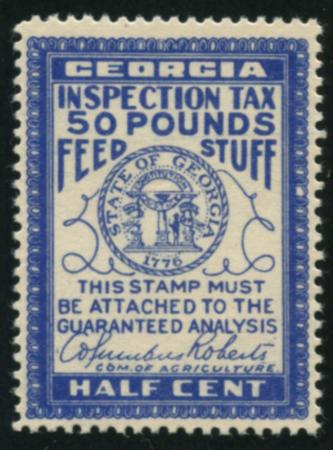 GEORGIA
INSPECTION TAX
50 POUNDS
FEED STUFF
STATE OF GEORGIA
1776
THIS STAMP MUST
BE ATTACHED TO THE
GUARANTEED ANALYSIS
Columbus Roberts
COM. OF AGRICULTURE
HALF CENT